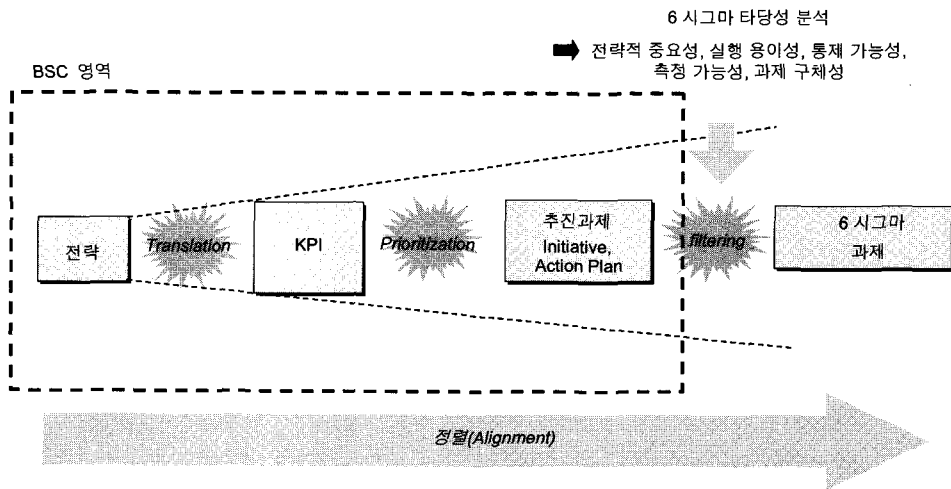 6 시그마 타당성 분석
전략적 중요성, 실행 용이성, 통제 가능성,
측정 가능성, 과제 구체성
BSC 영역
전략
Translation
KPI
Prioritization
추진과제
Initiative,
Action Plan
filtering
6 시그마
과제
정렬(Alignment)